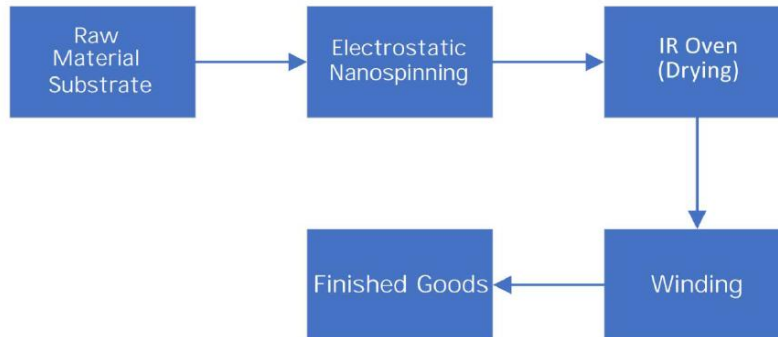 Raw
Material
Substrate
Electrostatic
Nanospinning
IR Oven
(Drying)
Finished Goods
Winding